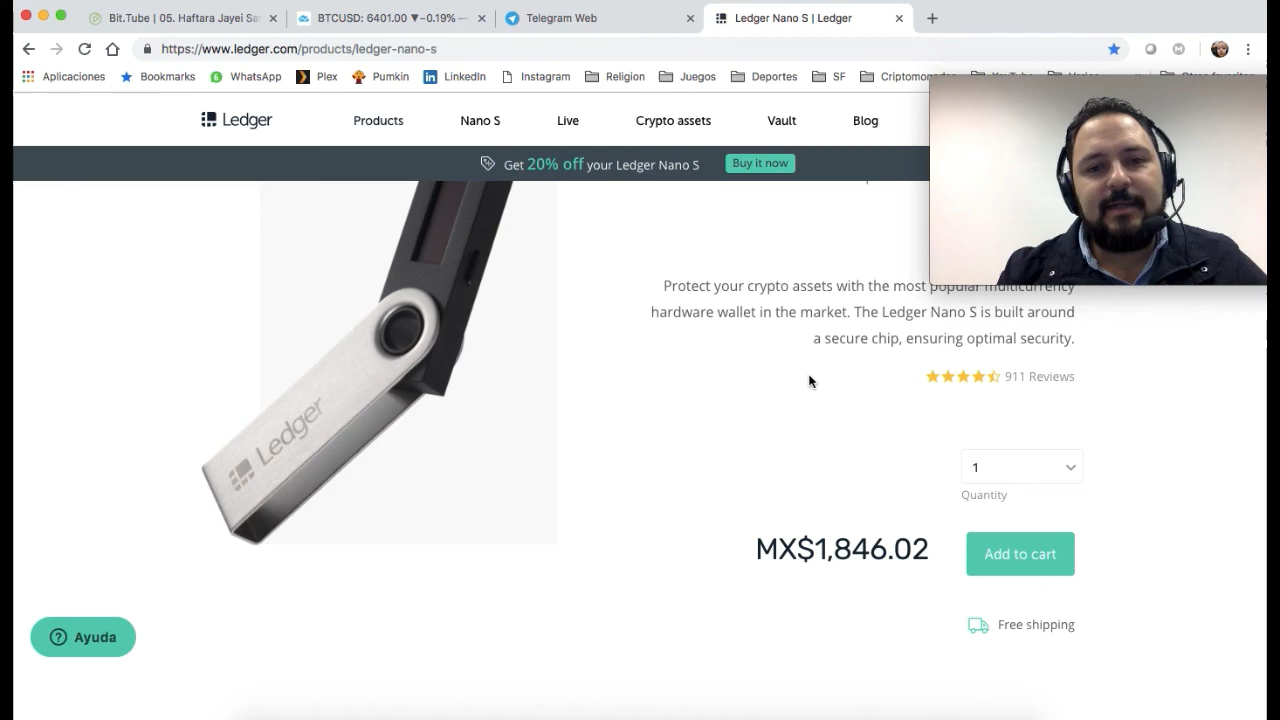 Bit.Tube | 05. Haftara Jayei Sar
BTCUSD: 6401.00 ▼−0.19% —
Telegram Web
Ledger Nano S | Ledger
https://www.ledger.com/products/ledger-nano-s
Aplicaciones
Bookmarks
WhatsApp
Plex
Pumkin
LinkedIn
Instagram
Religion
Juegos
Deportes
SF
Ledger
Products
Nano S
Live
Crypto assets
Vault
Blog
Get 20% off your Ledger Nano S
Buy it now
Ledger
Protect your crypto assets with the most popular multicurrency
hardware wallet in the market. The Ledger Nano S is built around
a secure chip, ensuring optimal security.
911 Reviews
1
Quantity
MX$1,846.02
Add to cart
Free shipping
Ayuda